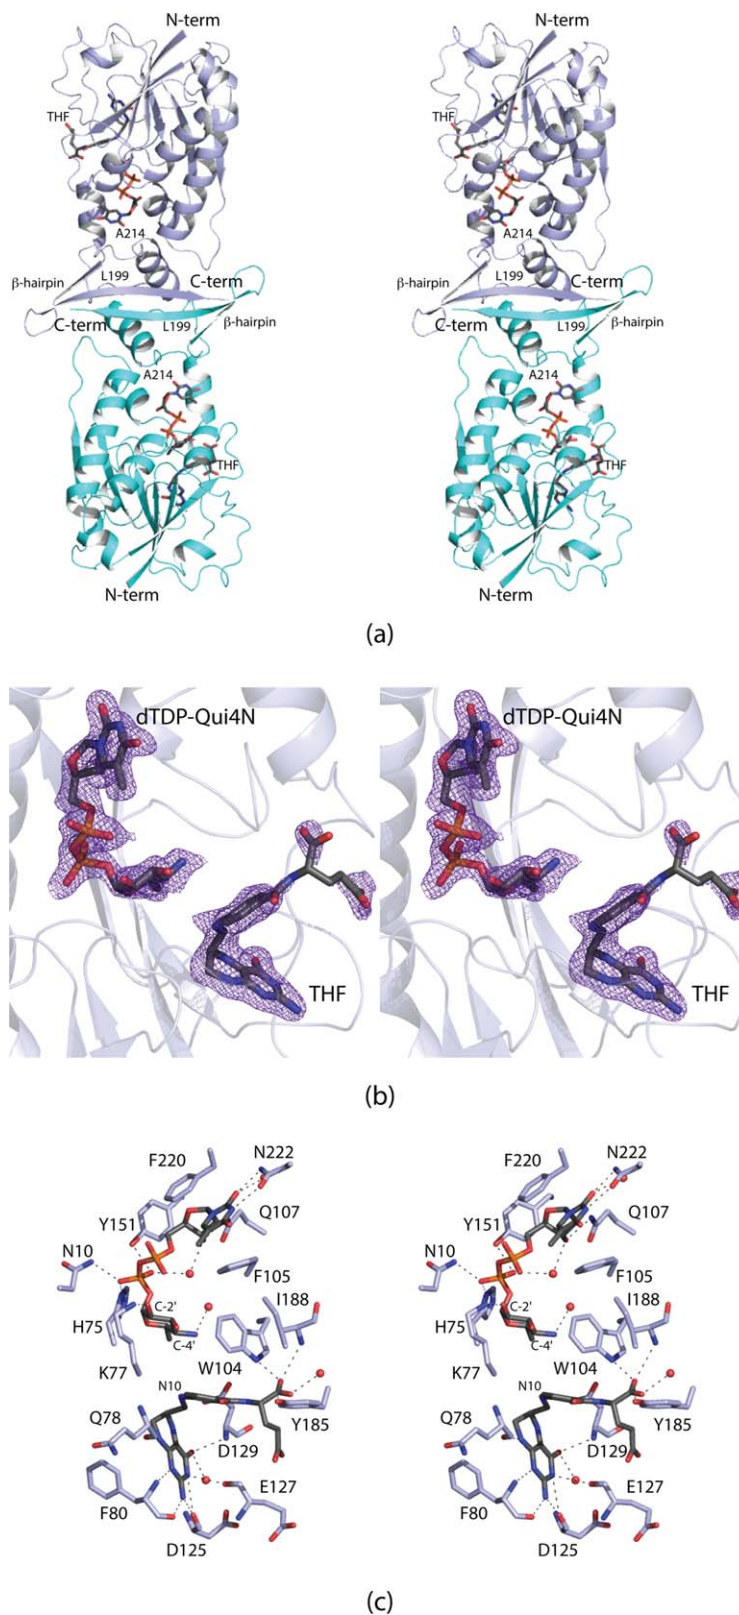 N-term N-term
THF THF
A214 A214
β-hairpin L199 C-term β-hairpin L199 C-term
C-term L199 β-hairpin C-term L199 β-hairpin
A214 A214
THF THF
N-term N-term
(a)
dTDP-Qui4N dTDP-Qui4N
THF THF
(b)
F220 N222 F220 N222
Y151 Q107 Y151 Q107
N10 F105 N10 F105
H75 C-2' I188 H75 C-2' I188
K77 C-4' W104 K77 C-4' W104
N10 N10
Q78 Y185 Q78 Y185
D129 D129
F80 E127 F80 E127
D125 D125
(c)